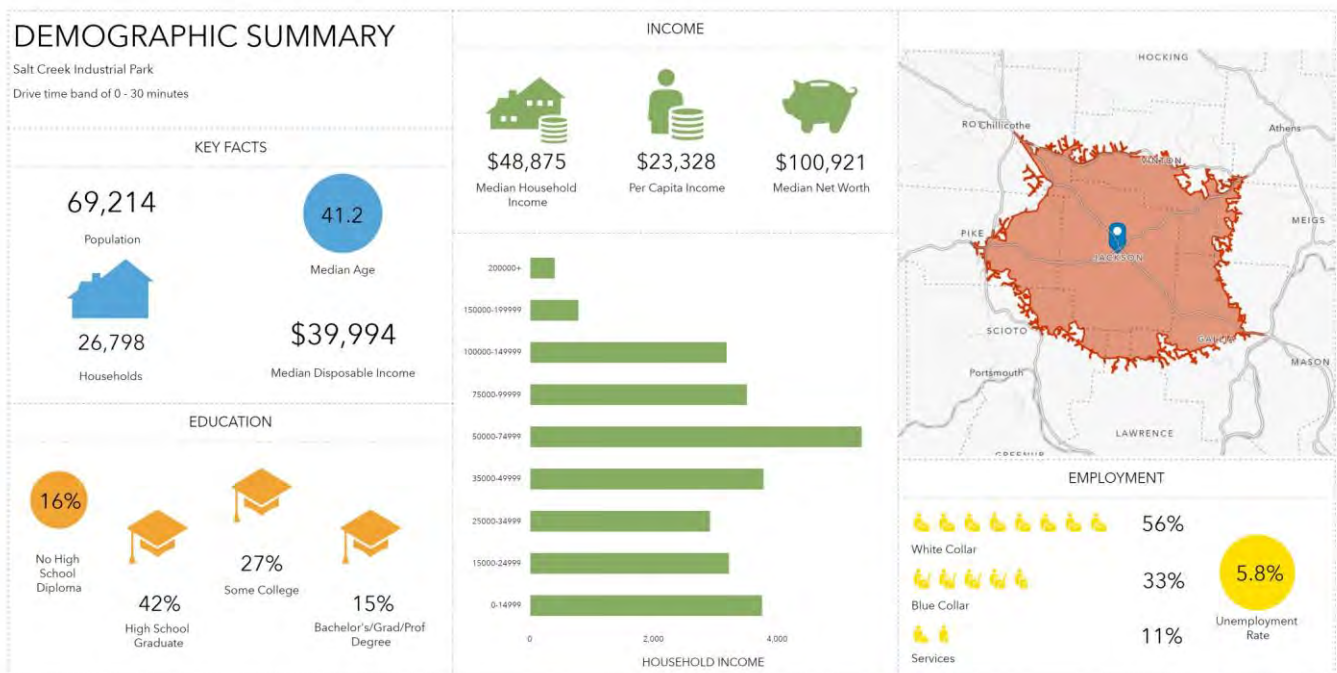 DEMOGRAPHIC SUMMARY
Salt Creek Industrial Park
Drive time band of 0 - 30 minutes
KEY FACTS
69,214
Population
41.2
Median Age
26,798
Households
$39,994
Median Disposable Income
EDUCATION
16%
No High
School
Diploma
42%
High School
Graduate
27%
Some College
15%
Bachelor's/Grad/Prof
Degree
INCOME
$48,875
Median Household
Income
$23,328
Per Capita Income
$100,921
Median Net Worth
200000+
150000-199999
100000-149999
75000-99999
50000-74999
35000-49999
25000-34999
15000-24999
0-14999
0
2,000
4,000
HOUSEHOLD INCOME
HOCKING
Chillicothe
Athens
VINTON
MEIGS
PIKE
JACKSON
SCIOTO
GALLIA
MASON
Portsmouth
LAWRENCE
EMPLOYMENT
56%
White Collar
33%
Blue Collar
11%
Services
5.8%
Unemployment
Rate